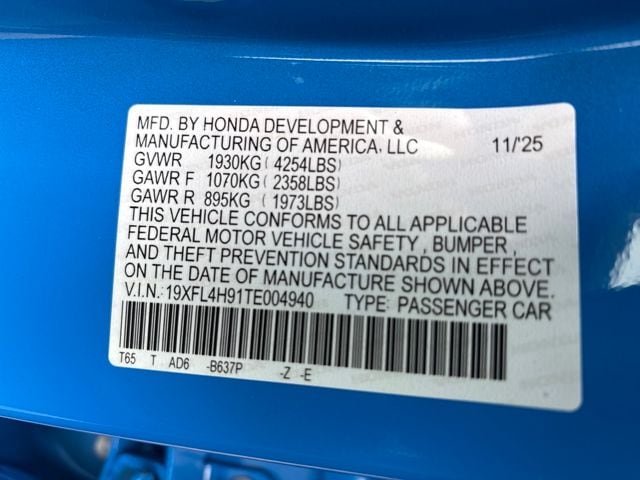 MFD. BY HONDA DEVELOPMENT &
MANUFACTURING OF AMERICA, LLC 11/'25
GVWR 1930KG ( 4254LBS)
GAWR F 1070KG ( 2358LBS)
GAWR R 895KG ( 1973LBS)
THIS VEHICLE CONFORMS TO ALL APPLICABLE
FEDERAL MOTOR VEHICLE SAFETY , BUMPER ,
AND THEFT PREVENTION STANDARDS IN EFFECT
ON THE DATE OF MANUFACTURE SHOWN ABOVE.
V.I.N.: 19XFL4H91TE004940 TYPE: PASSENGER CAR
T65 T AD6 -B637P -Z -E